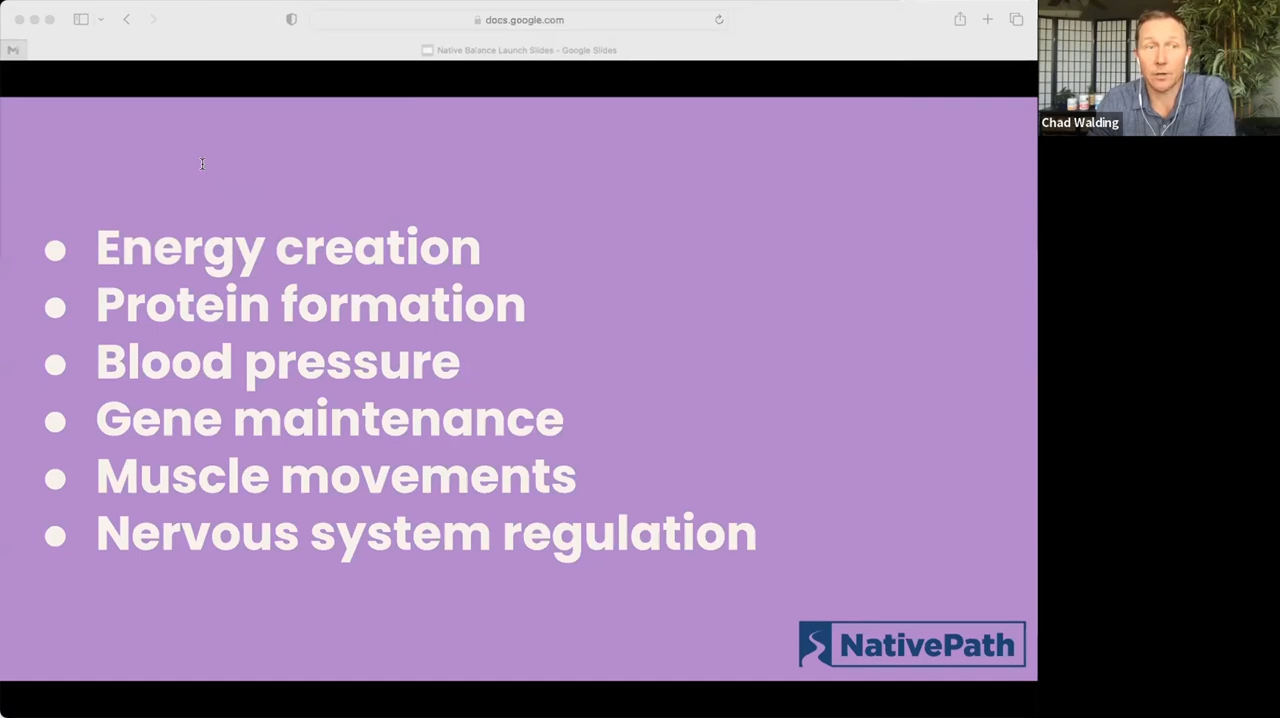 docs.google.com
Native Balance Launch Slides - Google Slides
Chad Walding
● Energy creation
● Protein formation
● Blood pressure
● Gene maintenance
● Muscle movements
● Nervous system regulation
NativePath